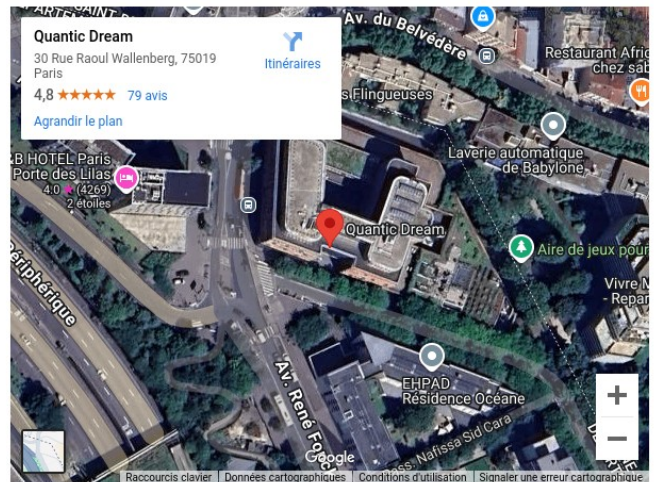 Quantic Dream
30 Rue Raoul Wallenberg, 75019
Paris
4,8 ★★★★★ 79 avis
Agrandir le plan
Itinéraires
Av. du Belvédère
Restaurant Afric
chez sab
s Flingueuses
Laverie automatique
de Babylone
&B HOTEL Paris
Porte des Lilas
4.0 ★ (4269)
2 étoiles
Quantic Dream
Aire de jeux pour
Vivre M
- Repar
Périphérique
Av. René Fonc
EHPAD
Résidence Océane
Pass. Nafissa Sid Cara
Google
+
−
Raccourcis clavier
Données cartographiques
Conditions d'utilisation
Signaler une erreur cartographique